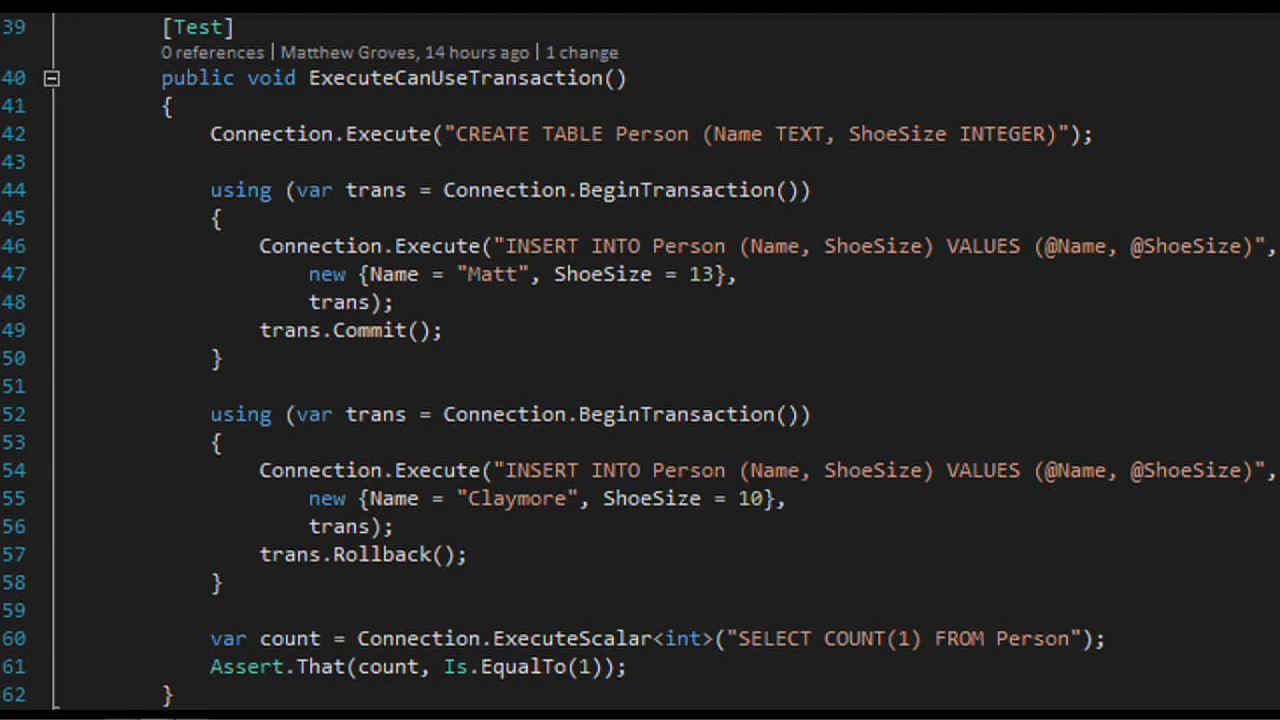 39 [Test]
0 references | Matthew Groves, 14 hours ago | 1 change
40 public void ExecuteCanUseTransaction()
41 {
42 Connection.Execute("CREATE TABLE Person (Name TEXT, ShoeSize INTEGER)");
43
44 using (var trans = Connection.BeginTransaction())
45 {
46 Connection.Execute("INSERT INTO Person (Name, ShoeSize) VALUES (@Name, @ShoeSize)",
47 new {Name = "Matt", ShoeSize = 13},
48 trans);
49 trans.Commit();
50 }
51
52 using (var trans = Connection.BeginTransaction())
53 {
54 Connection.Execute("INSERT INTO Person (Name, ShoeSize) VALUES (@Name, @ShoeSize)",
55 new {Name = "Claymore", ShoeSize = 10},
56 trans);
57 trans.Rollback();
58 }
59
60 var count = Connection.ExecuteScalar<int>("SELECT COUNT(1) FROM Person");
61 Assert.That(count, Is.EqualTo(1));
62 }